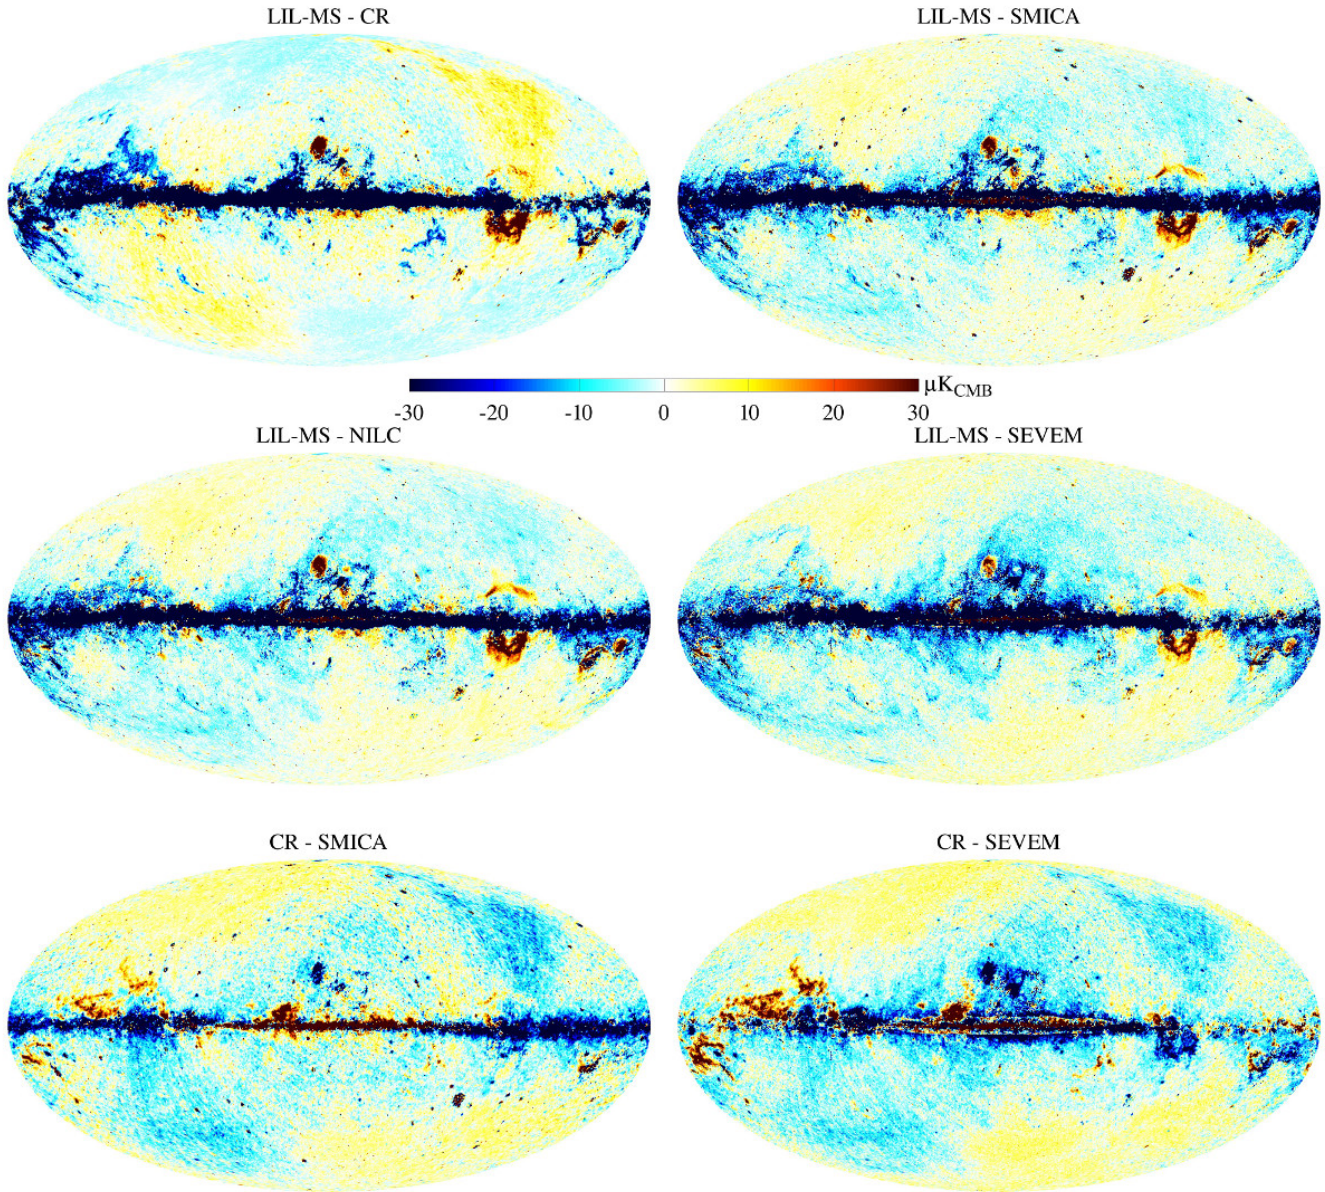 LIL-MS - CR
LIL-MS - SMICA
µK_CMB
-30 -20 -10 0 10 20 30
LIL-MS - NILC
LIL-MS - SEVEM
CR - SMICA
CR - SEVEM